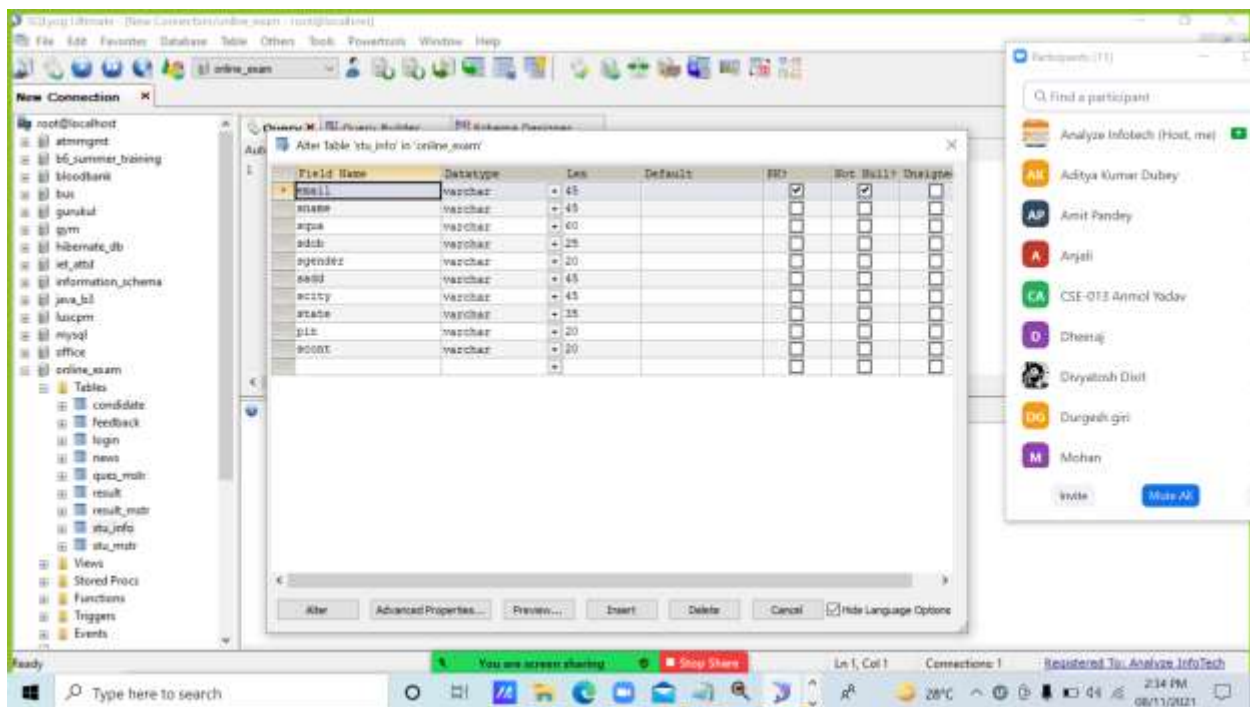 SQLyog Ultimate - [New Connection/online_exam - root@localhost]
File Edit Favorites Database Table Others Tools Powertools Window Help
online_exam
New Connection
root@localhost
atmmgmt
b6_summer_training
bloodbank
bus
gurukul
gym
hibernate_db
iet_attd
information_schema
java_b3
luscpm
mysql
office
online_exam
Tables
condidate
feedback
login
news
ques_mstr
result
result_mstr
stu_info
stu_mstr
Views
Stored Procs
Functions
Triggers
Events
Query Query Builder Schema Designer
1
Alter Table 'stu_info' in 'online_exam'
Field Name Datatype Len Default PK? Not Null? Unsigne
email varchar 45
sname varchar 45
squa varchar 60
sdob varchar 25
sgender varchar 20
sadd varchar 45
scity varchar 45
state varchar 35
pin varchar 20
scont varchar 20
Alter Advanced Properties... Preview... Insert Delete Cancel Hide Language Options
Participants (11)
Find a participant
Analyze Infotech (Host, me)
AK Aditya Kumar Dubey
AP Amit Pandey
A Anjali
CA CSE-013 Anmol Yadav
D Dheeraj
Divyatosh Dixit
DG Durgesh giri
M Mohan
Invite Mute All
Ready
You are screen sharing Stop Share
Ln 1, Col 1 Connections: 1 Registered To: Analyze InfoTech
Type here to search
28°C
2:34 PM
08/11/2021